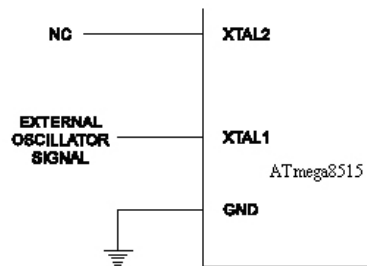 NC
XTAL2
EXTERNAL
OSCILLATOR
SIGNAL
XTAL1
ATmega8515
GND